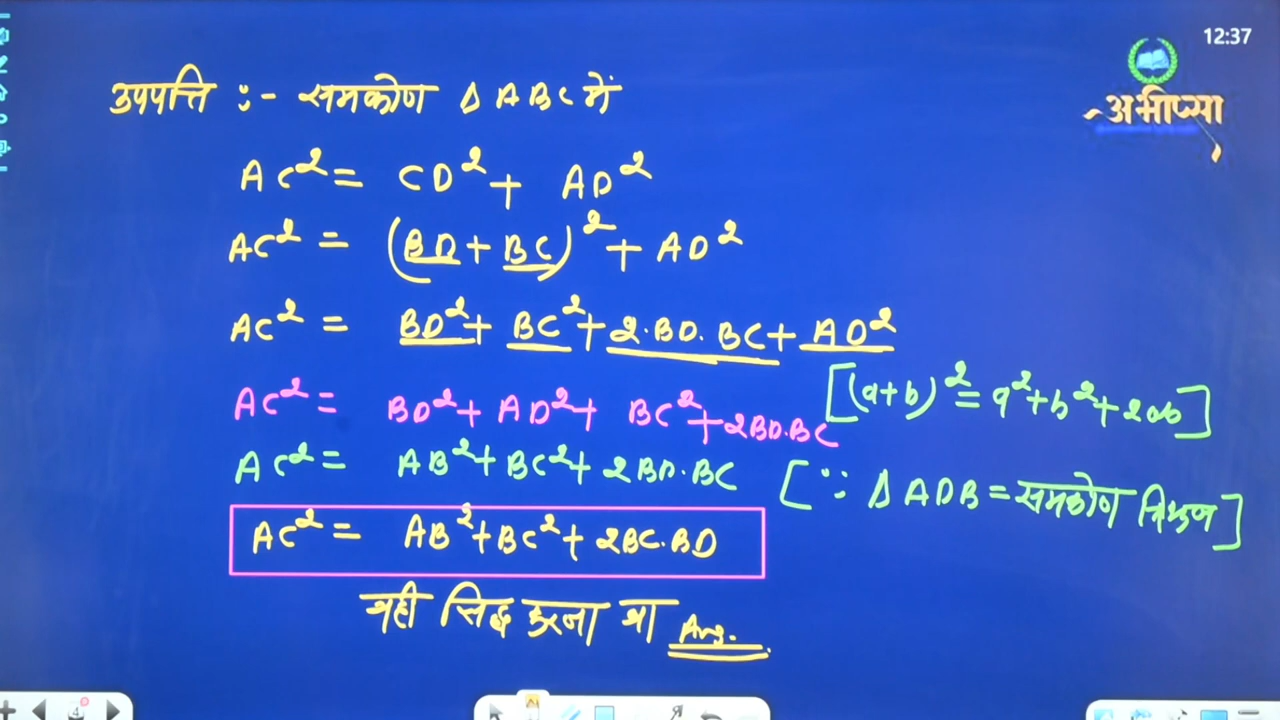 12:37
अभीप्सा
उपपत्ति :- समकोण Δ ABC में
AC² = CD² + AD²
AC² = (BD + BC)² + AD²
AC² = BD² + BC² + 2.BD.BC + AD²
[(a+b)² = a²+b²+2ab]
AC² = BD² + AD² + BC² + 2BD.BC
AC² = AB² + BC² + 2BD.BC [∵ Δ ADB = समकोण त्रिभुज]
AC² = AB² + BC² + 2BC.BD
यही सिद्ध करना था Ans.